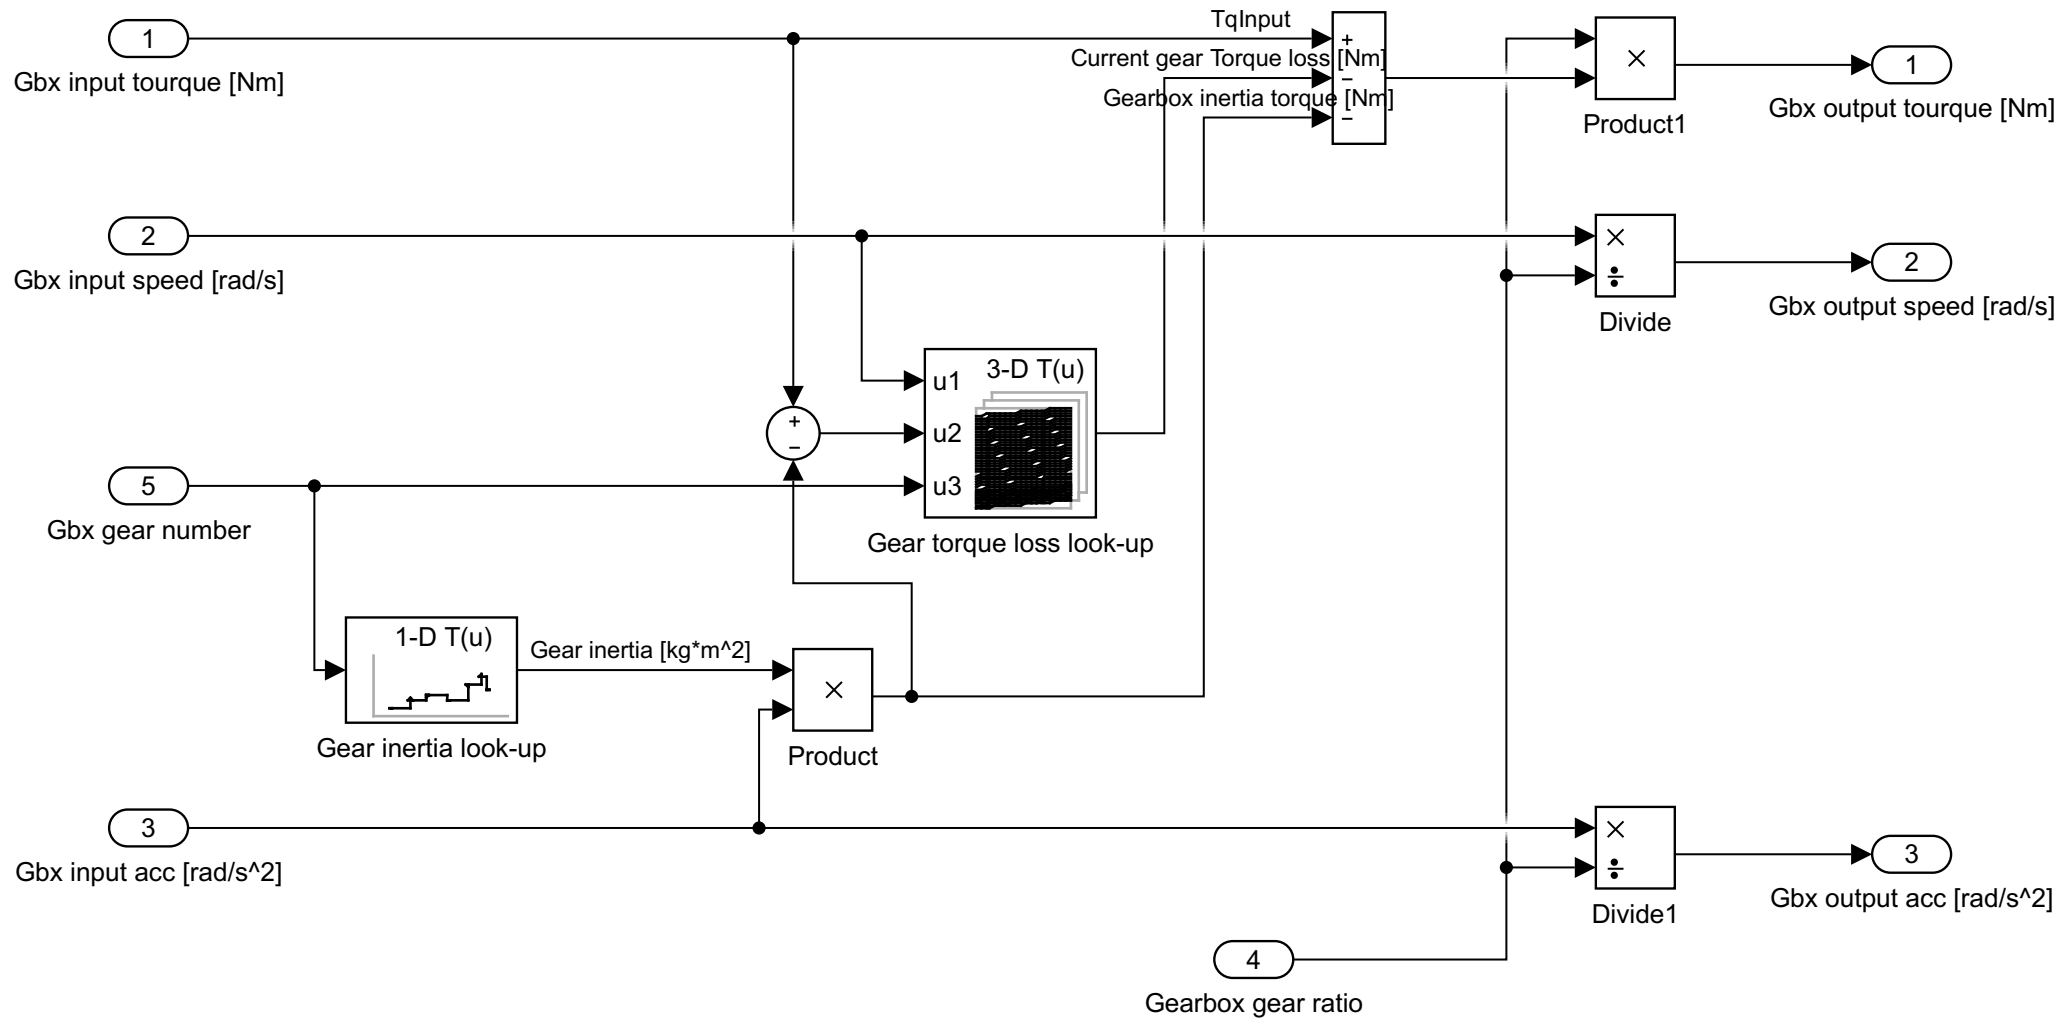 1
Gbx input tourque [Nm]
TqInput
Current gear Torque loss [Nm]
Gearbox inertia torque [Nm]
+
−
−
×
Product1
1
Gbx output tourque [Nm]
2
Gbx input speed [rad/s]
×
÷
Divide
2
Gbx output speed [rad/s]
3-D T(u)
u1
u2
u3
Gear torque loss look-up
+
−
5
Gbx gear number
1-D T(u)
Gear inertia look-up
Gear inertia [kg*m^2]
×
Product
3
Gbx input acc [rad/s^2]
×
÷
Divide1
3
Gbx output acc [rad/s^2]
4
Gearbox gear ratio